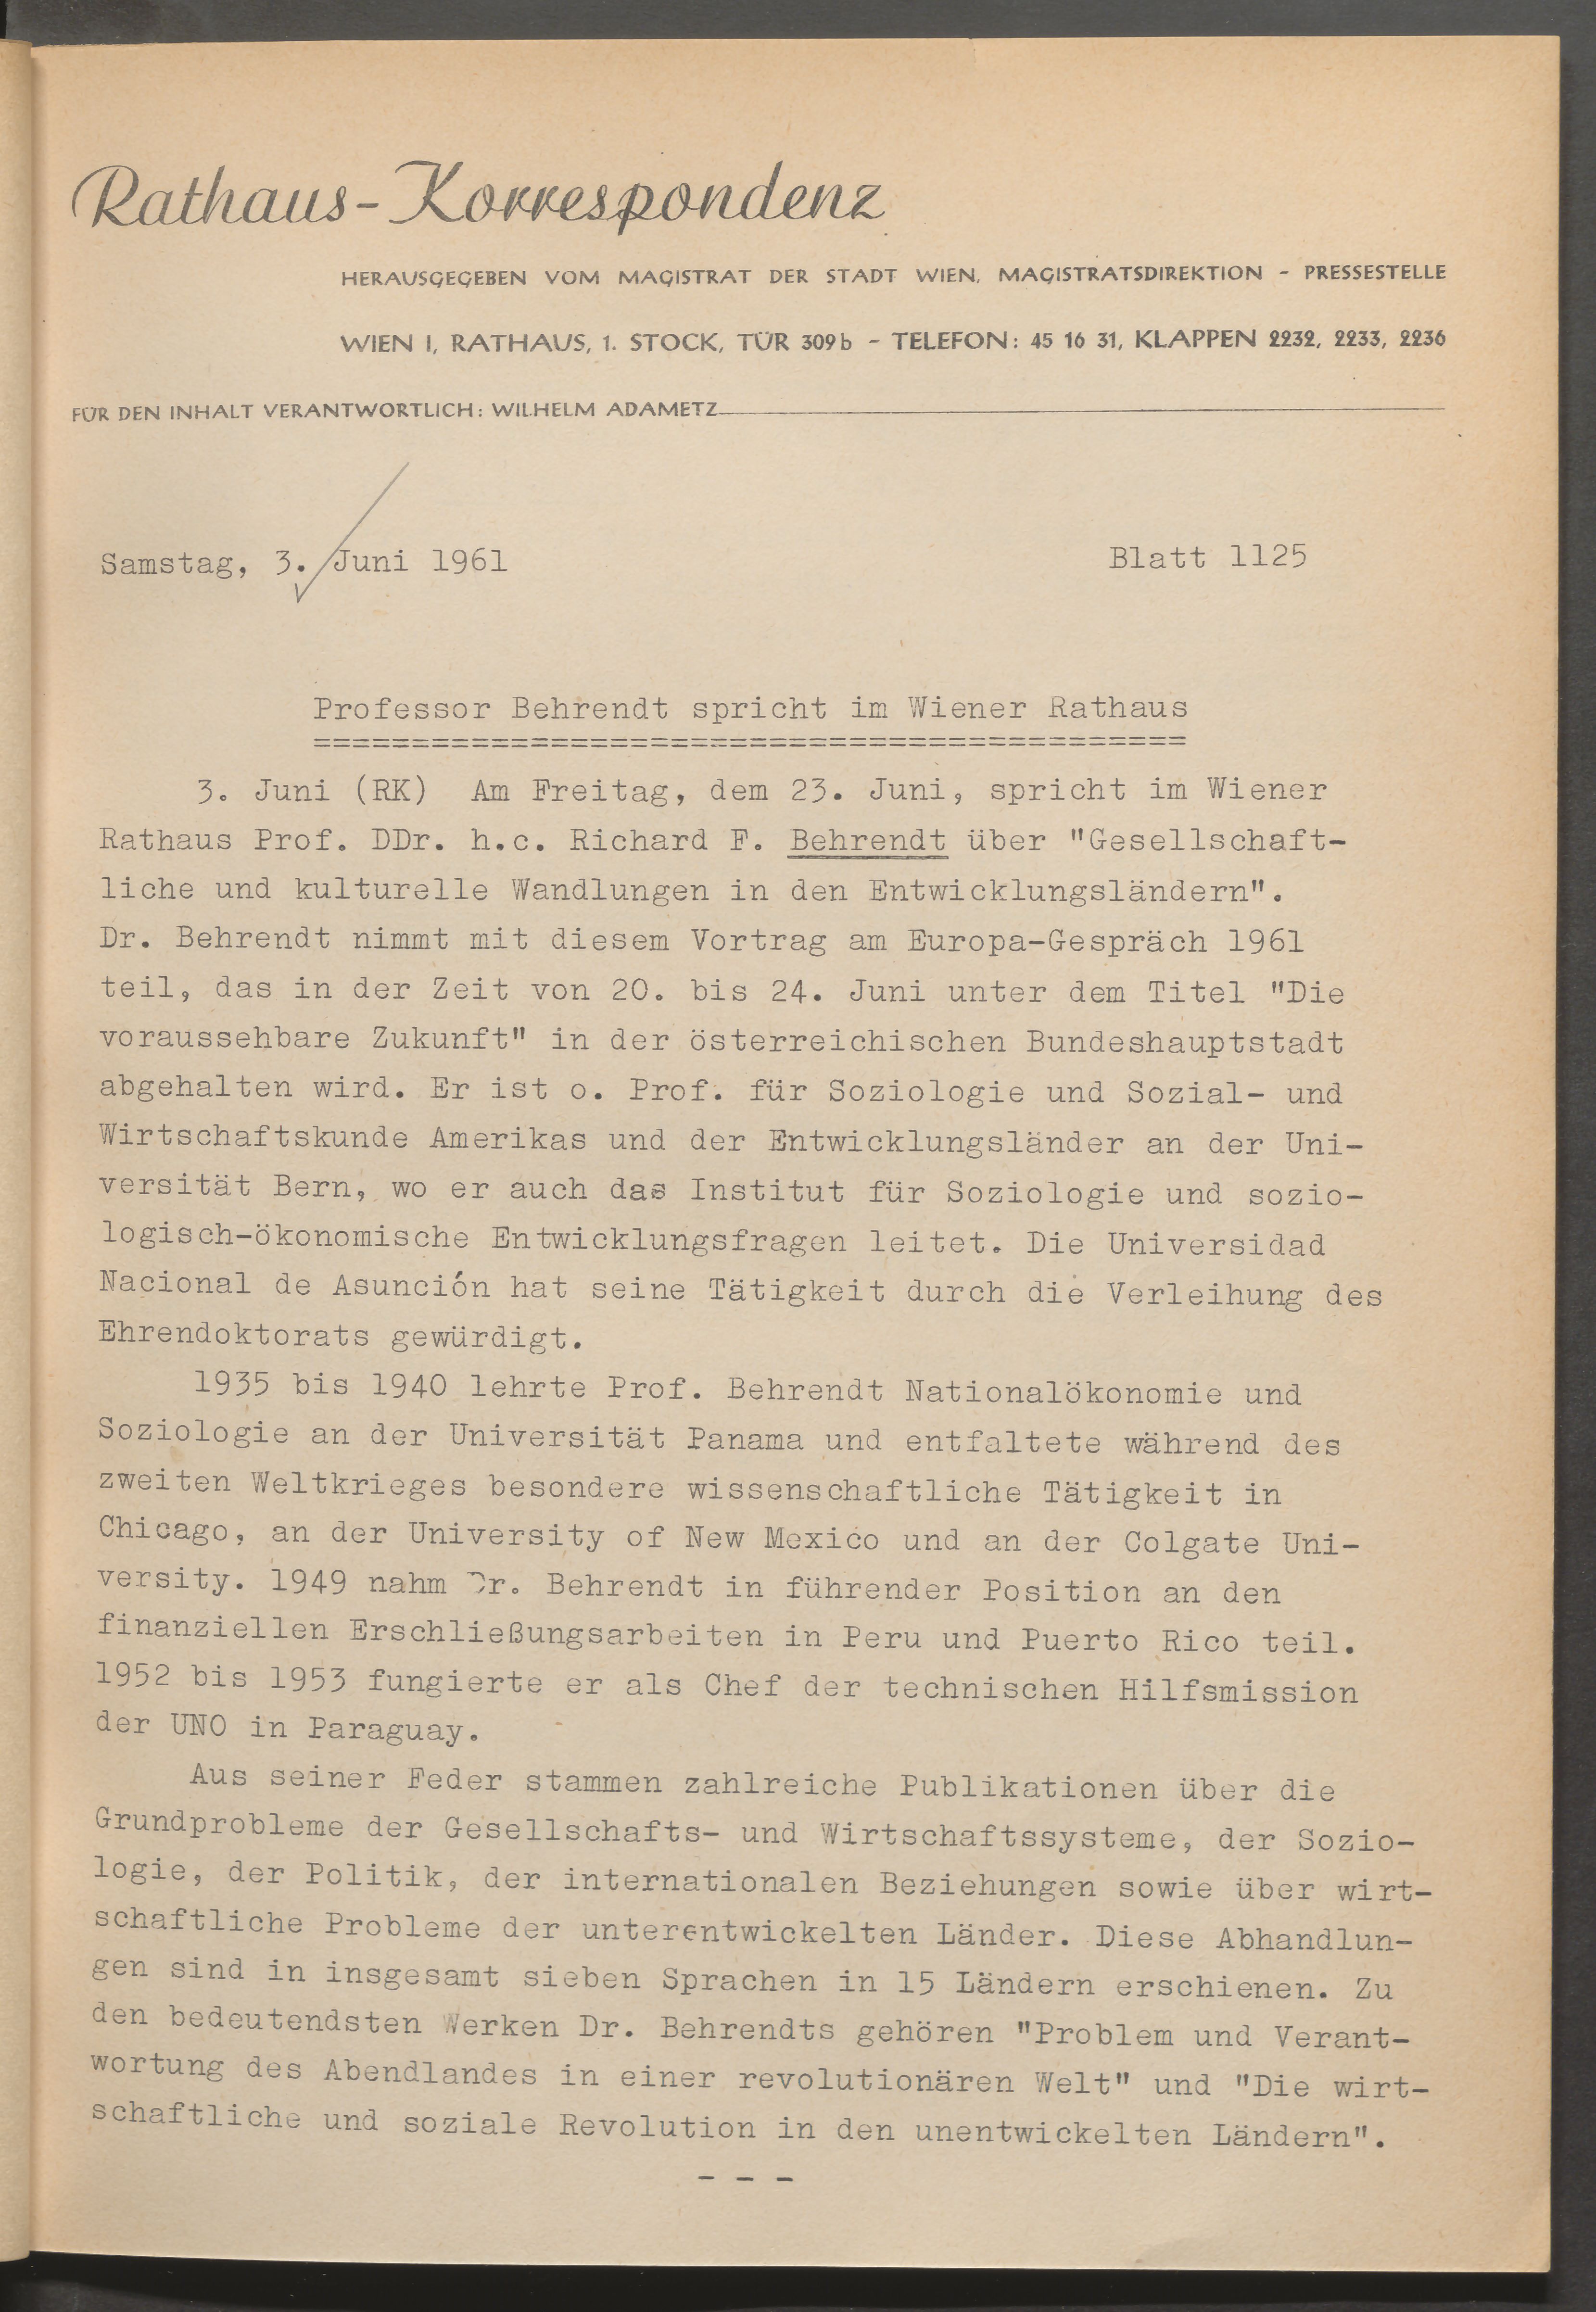 Rathaus-Korrespondenz
HERAUSGEGEBEN VOM MAGISTRAT DER STADT WIEN, MAGISTRATSDIREKTION - PRESSESTELLE
WIEN I, RATHAUS, 1. STOCK, TÜR 309b - TELEFON: 45 16 31, KLAPPEN 2232, 2233, 2236
FÜR DEN INHALT VERANTWORTLICH: WILHELM ADAMETZ
Samstag, 3. Juni 1961 Blatt 1125
Professor Behrendt spricht im Wiener Rathaus
============================================
3. Juni (RK) Am Freitag, dem 23. Juni, spricht im Wiener
Rathaus Prof. DDr. h.c. Richard F. Behrendt über "Gesellschaft-
liche und kulturelle Wandlungen in den Entwicklungsländern".
Dr. Behrendt nimmt mit diesem Vortrag am Europa-Gespräch 1961
teil, das in der Zeit von 20. bis 24. Juni unter dem Titel "Die
voraussehbare Zukunft" in der österreichischen Bundeshauptstadt
abgehalten wird. Er ist o. Prof. für Soziologie und Sozial- und
Wirtschaftskunde Amerikas und der Entwicklungsländer an der Uni-
versität Bern, wo er auch das Institut für Soziologie und sozio-
logisch-ökonomische Entwicklungsfragen leitet. Die Universidad
Nacional de Asunción hat seine Tätigkeit durch die Verleihung des
Ehrendoktorats gewürdigt.
1935 bis 1940 lehrte Prof. Behrendt Nationalökonomie und
Soziologie an der Universität Panama und entfaltete während des
zweiten Weltkrieges besondere wissenschaftliche Tätigkeit in
Chicago, an der University of New Mexico und an der Colgate Uni-
versity. 1949 nahm Dr. Behrendt in führender Position an den
finanziellen Erschließungsarbeiten in Peru und Puerto Rico teil.
1952 bis 1953 fungierte er als Chef der technischen Hilfsmission
der UNO in Paraguay.
Aus seiner Feder stammen zahlreiche Publikationen über die
Grundprobleme der Gesellschafts- und Wirtschaftssysteme, der Sozio-
logie, der Politik, der internationalen Beziehungen sowie über wirt-
schaftliche Probleme der unterentwickelten Länder. Diese Abhandlun-
gen sind in insgesamt sieben Sprachen in 15 Ländern erschienen. Zu
den bedeutendsten Werken Dr. Behrendts gehören "Problem und Verant-
wortung des Abendlandes in einer revolutionären Welt" und "Die wirt-
schaftliche und soziale Revolution in den unentwickelten Ländern".
- - -